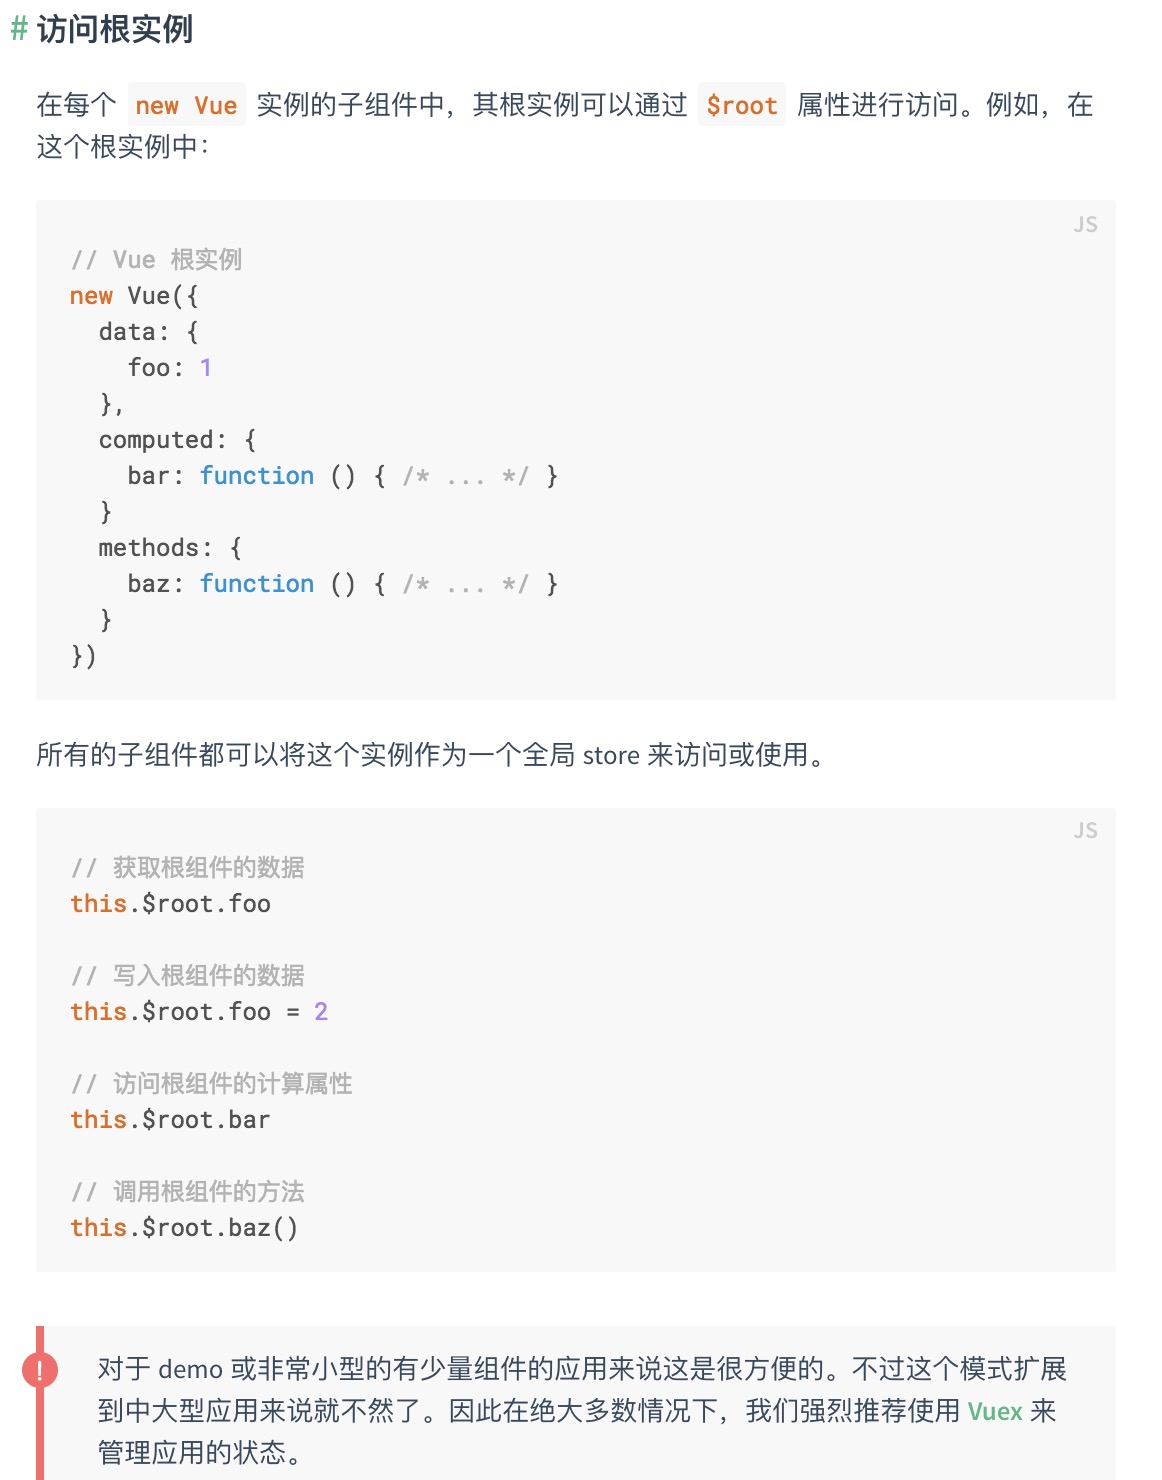 # 访问根实例
在每个 new Vue 实例的子组件中，其根实例可以通过 $root 属性进行访问。例如，在
这个根实例中：
JS
// Vue 根实例
new Vue({
  data: {
    foo: 1
  },
  computed: {
    bar: function () { /* ... */ }
  }
  methods: {
    baz: function () { /* ... */ }
  }
})
所有的子组件都可以将这个实例作为一个全局 store 来访问或使用。
JS
// 获取根组件的数据
this.$root.foo
// 写入根组件的数据
this.$root.foo = 2
// 访问根组件的计算属性
this.$root.bar
// 调用根组件的方法
this.$root.baz()
!
对于 demo 或非常小型的有少量组件的应用来说这是很方便的。不过这个模式扩展
到中大型应用来说就不然了。因此在绝大多数情况下，我们强烈推荐使用 Vuex 来
管理应用的状态。